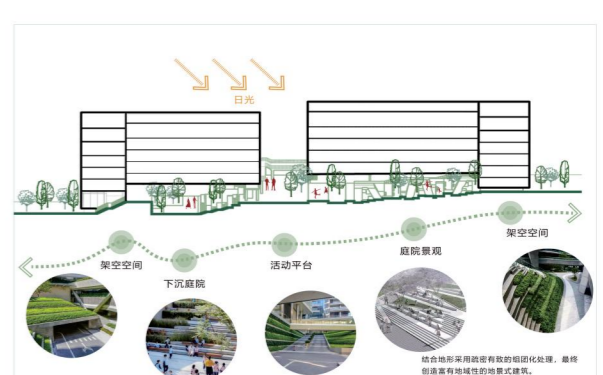 日光
架空空间
下沉庭院
活动平台
庭院景观
架空空间
结合地形采用疏密有致的组团化处理，最终
创造富有地域性的地景式建筑。